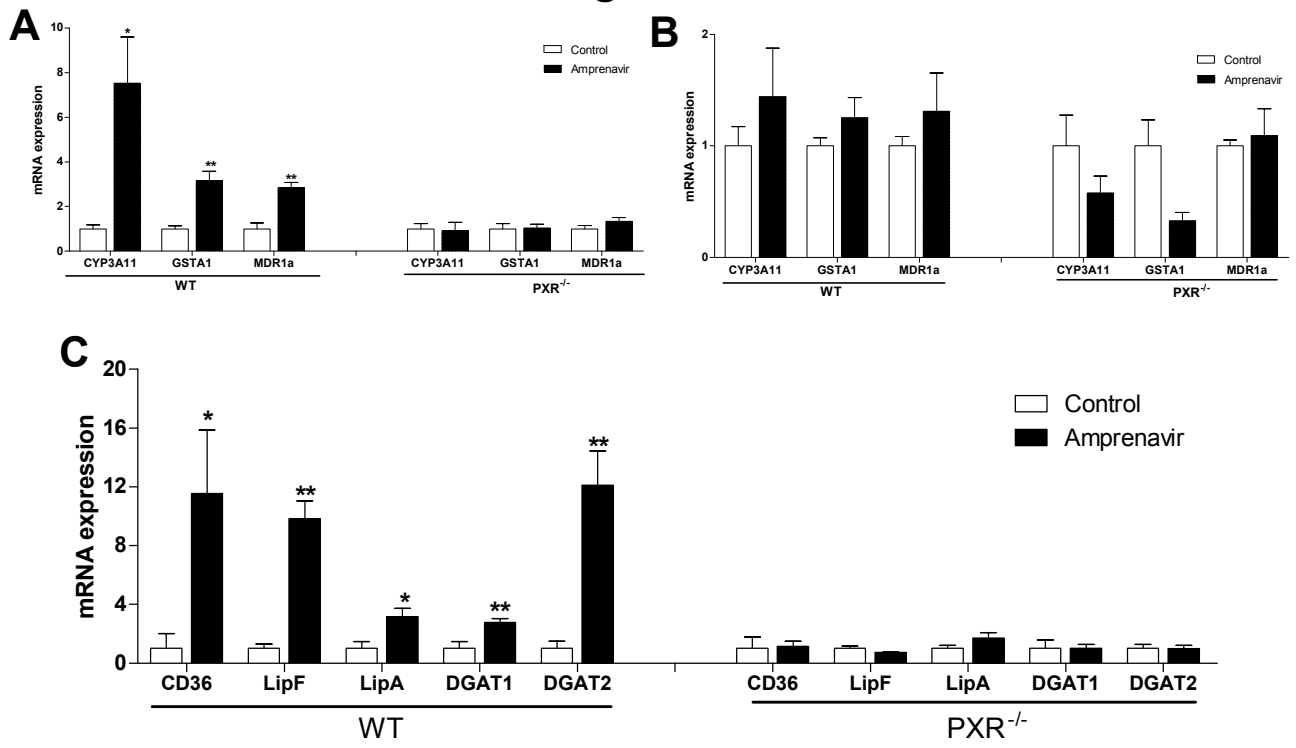 A
mRNA expression
10
8
6
4
2
0
*
**
**
Control
Amprenavir
CYP3A11 GSTA1 MDR1a CYP3A11 GSTA1 MDR1a
WT PXR-/-
B
mRNA expression
2
1
0
Control
Amprenavir
CYP3A11 GSTA1 MDR1a CYP3A11 GSTA1 MDR1a
WT PXR-/-
C
mRNA expression
20
16
12
8
4
0
*
**
*
**
**
Control
Amprenavir
CD36 LipF LipA DGAT1 DGAT2 CD36 LipF LipA DGAT1 DGAT2
WT PXR-/-